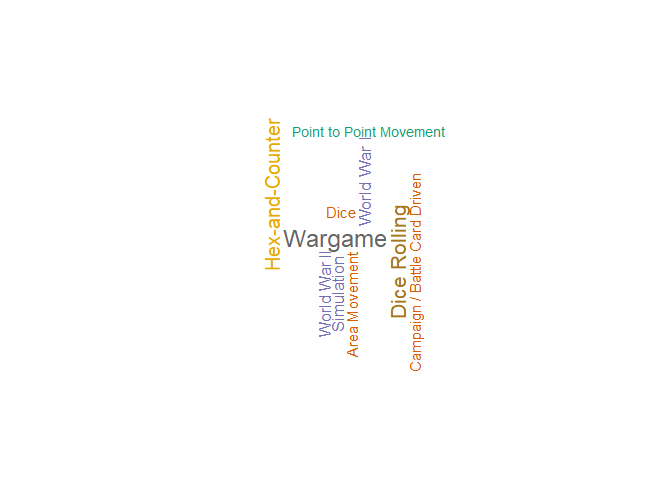 Point to Point Movement
Hex-and-Counter
World War I
Dice
Wargame
Dice Rolling
Campaign / Battle Card Driven
World War II
Simulation
Area Movement